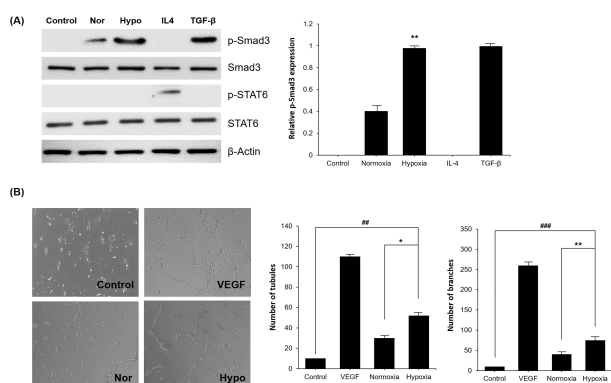 (A)
Control Nor Hypo IL4 TGF-β
p-Smad3
Smad3
p-STAT6
STAT6
β-Actin
Relative p-Smad3 expression
1.2
1
0.8
0.6
0.4
0.2
0
**
Control Normoxia Hypoxia IL-4 TGF-β
(B)
Control
VEGF
Nor
Hypo
Number of tubules
140
120
100
80
60
40
20
0
##
*
Control VEGF Normoxia Hypoxia
Number of branches
350
300
250
200
150
100
50
0
###
**
Control VEGF Normoxia Hypoxia